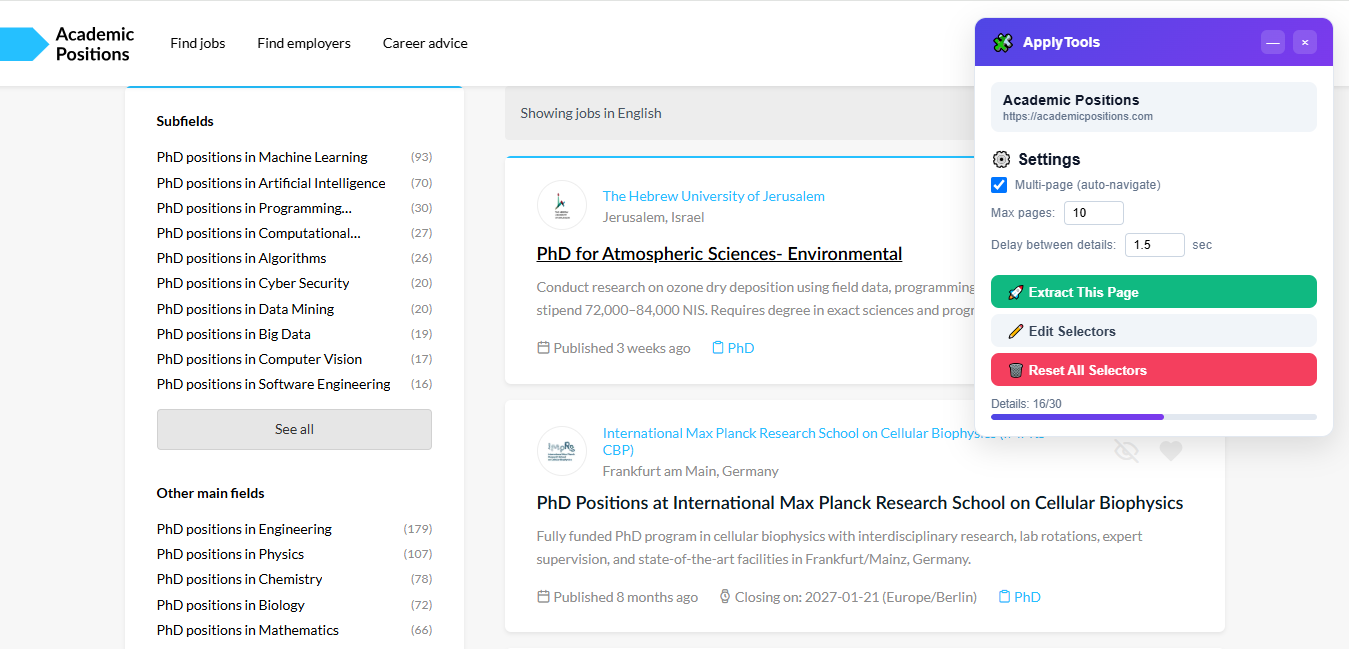 Academic
Positions
Find jobs
Find employers
Career advice
Subfields
PhD positions in Machine Learning (93)
PhD positions in Artificial Intelligence (70)
PhD positions in Programming... (30)
PhD positions in Computational... (27)
PhD positions in Algorithms (26)
PhD positions in Cyber Security (20)
PhD positions in Data Mining (20)
PhD positions in Big Data (19)
PhD positions in Computer Vision (17)
PhD positions in Software Engineering (16)
See all
Other main fields
PhD positions in Engineering (179)
PhD positions in Physics (107)
PhD positions in Chemistry (78)
PhD positions in Biology (72)
PhD positions in Mathematics (66)
Showing jobs in English
The Hebrew University of Jerusalem
Jerusalem, Israel
PhD for Atmospheric Sciences- Environmental
Conduct research on ozone dry deposition using field data, programming
stipend 72,000–84,000 NIS. Requires degree in exact sciences and
Published 3 weeks ago
PhD
International Max Planck Research School on Cellular
CBP)
Frankfurt am Main, Germany
PhD Positions at International Max Planck Research School on Cellular Biophysics
Fully funded PhD program in cellular biophysics with interdisciplinary research, lab rotations, expert
supervision, and state-of-the-art facilities in Frankfurt/Mainz, Germany.
Published 8 months ago
Closing on: 2027-01-21 (Europe/Berlin)
PhD
ApplyTools
Academic Positions
https://academicpositions.com
Settings
Multi-page (auto-navigate)
Max pages: 10
Delay between details: 1.5 sec
Extract This Page
Edit Selectors
Reset All Selectors
Details: 16/30